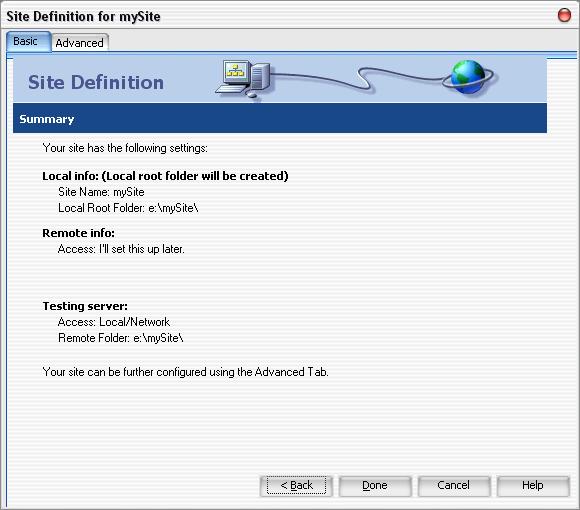 Site Definition for mySite
Basic
Advanced
Site Definition
Summary
Your site has the following settings:
Local info: (Local root folder will be created)
Site Name: mySite
Local Root Folder: e:\mySite\
Remote info:
Access: I'll set this up later.
Testing server:
Access: Local/Network
Remote Folder: e:\mySite\
Your site can be further configured using the Advanced Tab.
< Back
Done
Cancel
Help